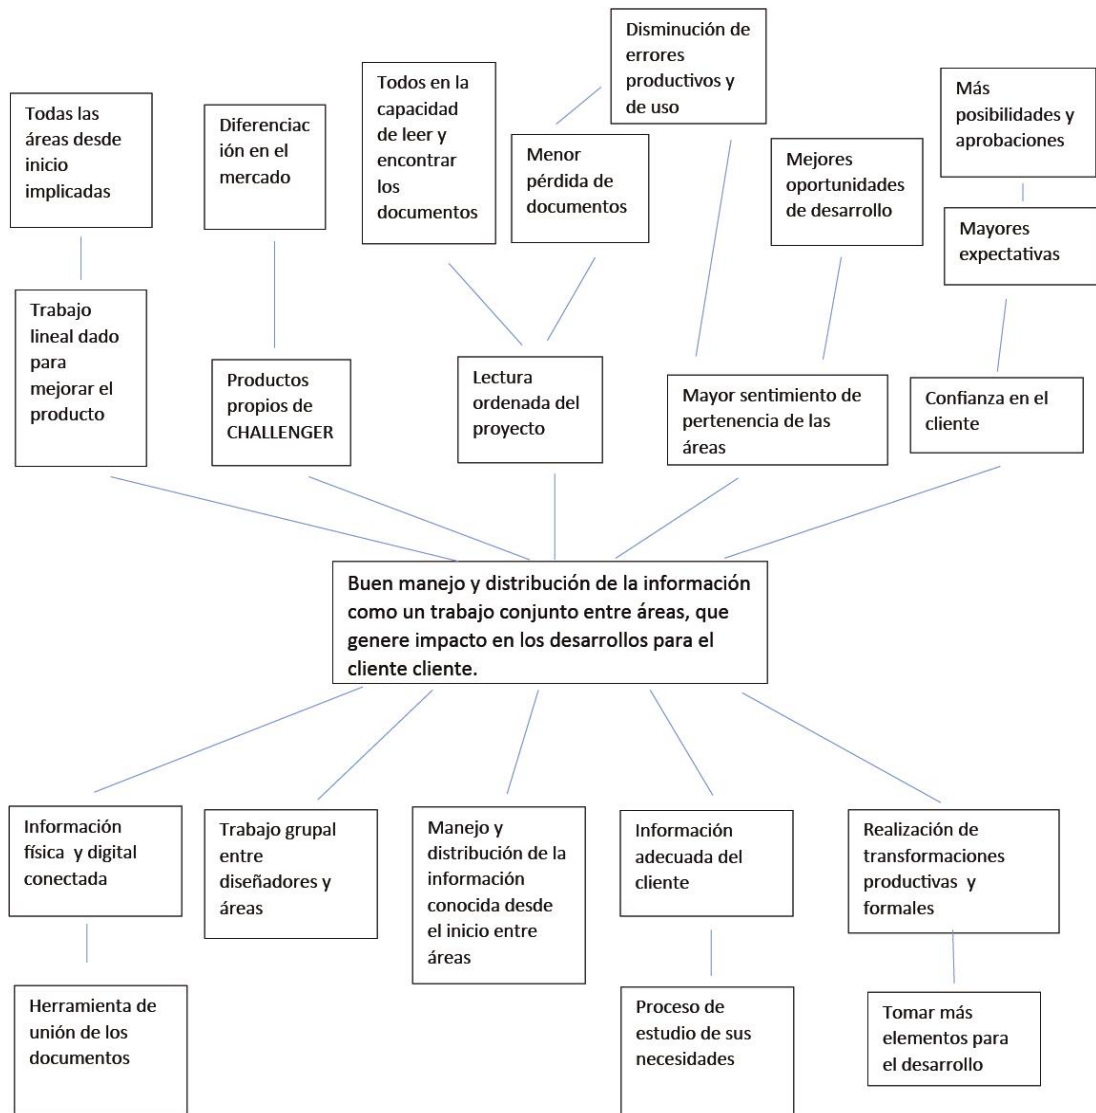 Disminución de
errores
productivos y
de uso
Todos en la
capacidad
de leer y
encontrar
los
documentos
Más
posibilidades y
aprobaciones
Todas las
áreas desde
inicio
implicadas
Diferenciac
ión en el
mercado
Menor
pérdida de
documentos
Mejores
oportunidades
de desarrollo
Mayores
expectativas
Trabajo
lineal dado
para
mejorar el
producto
Productos
propios de
CHALLENGER
Lectura
ordenada del
proyecto
Mayor sentimiento de
pertenencia de las
áreas
Confianza en el
cliente
Buen manejo y distribución de la información
como un trabajo conjunto entre áreas, que
genere impacto en los desarrollos para el
cliente cliente.
Información
física y digital
conectada
Trabajo grupal
entre
diseñadores y
áreas
Manejo y
distribución de la
información
conocida desde
el inicio entre
áreas
Información
adecuada del
cliente
Realización de
transformaciones
productivas y
formales
Herramienta de
unión de los
documentos
Proceso de
estudio de sus
necesidades
Tomar más
elementos para
el desarrollo